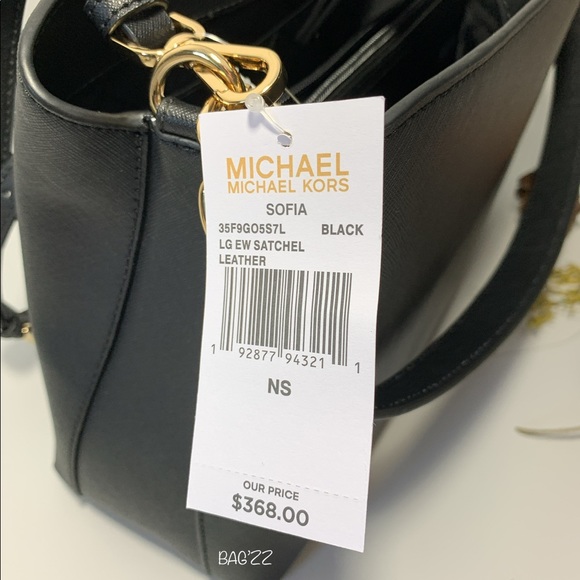 MICHAEL
MICHAEL KORS
SOFIA
35F9GO5S7L BLACK
LG EW SATCHEL
LEATHER
1 92877 94321 1
NS
OUR PRICE
$368.00
BAG'ZZ